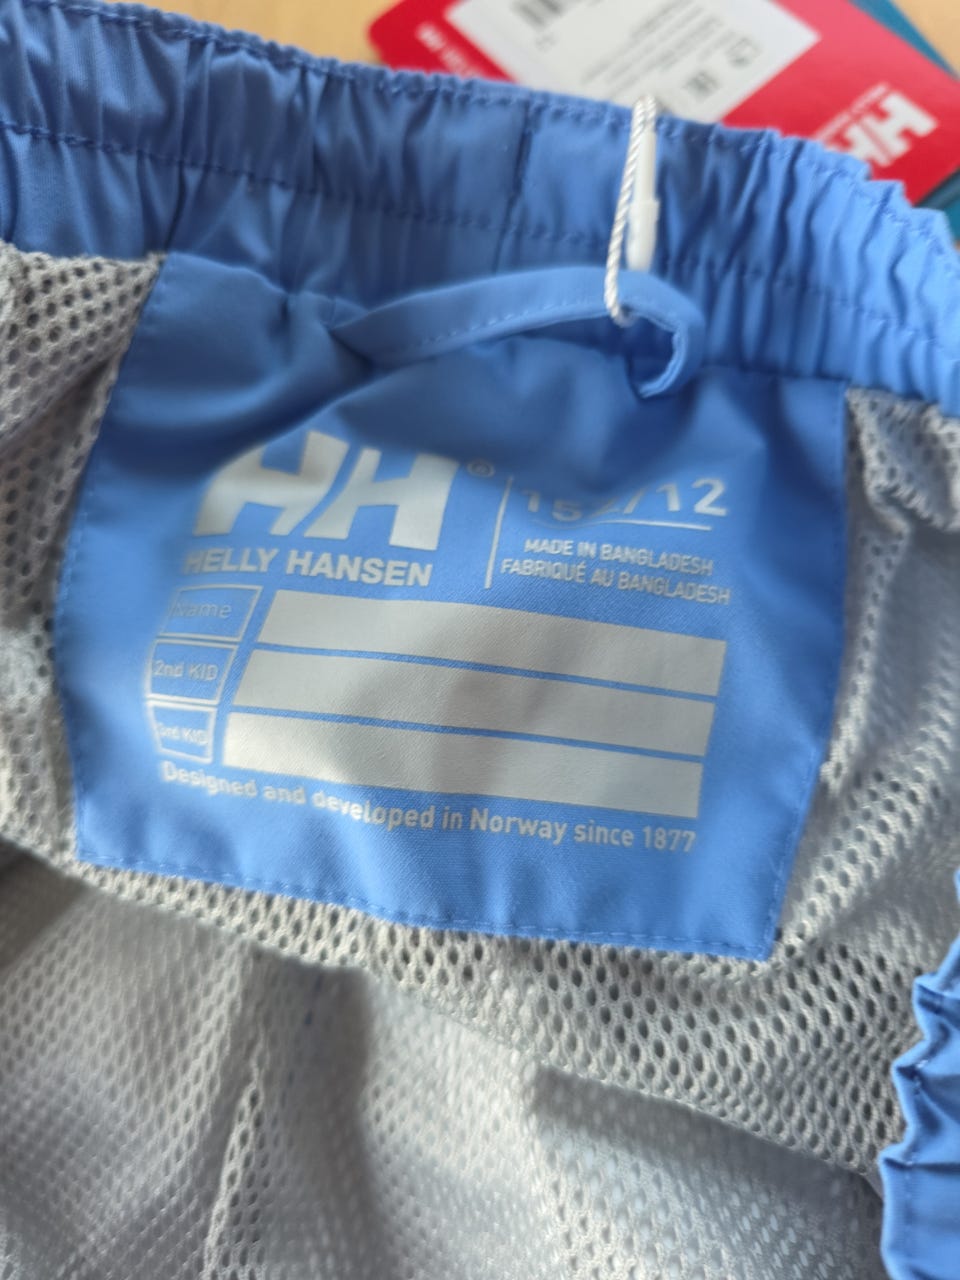 HH®
HELLY HANSEN
152/12
MADE IN BANGLADESH
FABRIQUÉ AU BANGLADESH
Name
2nd KID
3rd KID
Designed and developed in Norway since 1877
HH